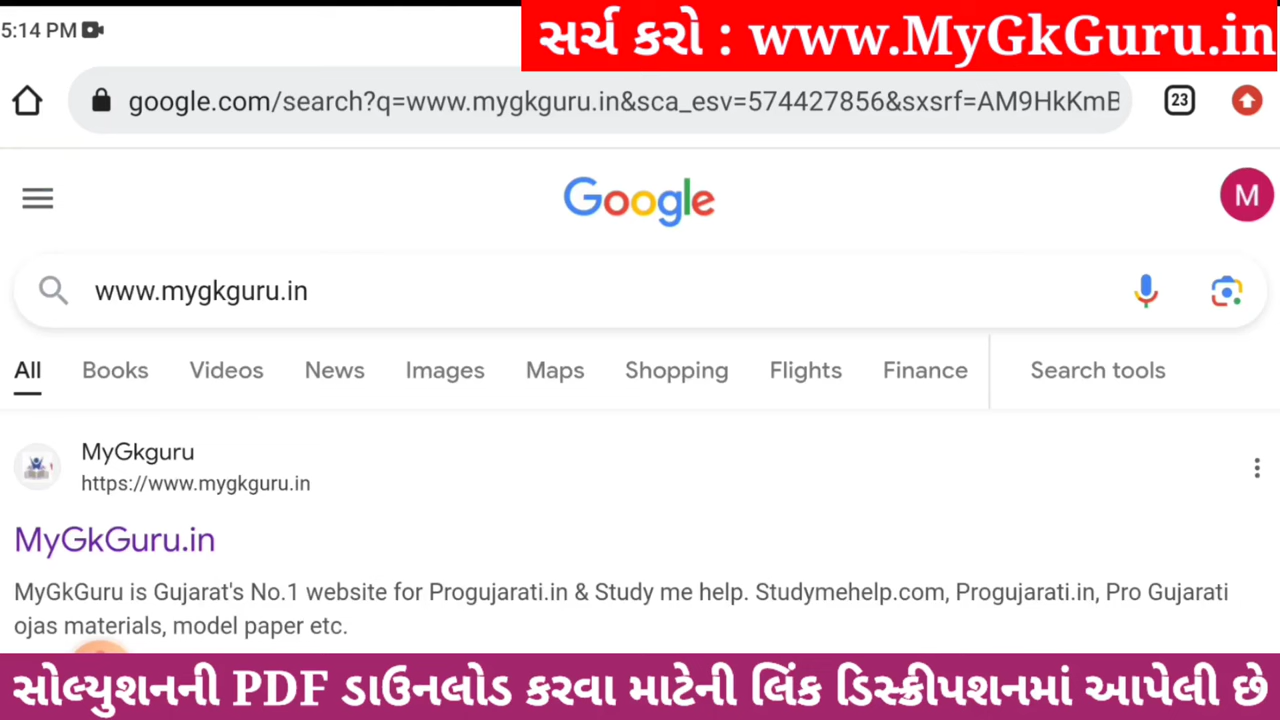 5:14 PM
સર્ચ કરો : www.MyGkGuru.in
google.com/search?q=www.mygkguru.in&sca_esv=574427856&sxsrf=AM9HkKmB
23
Google
M
www.mygkguru.in
All Books Videos News Images Maps Shopping Flights Finance Search tools
MyGkguru
https://www.mygkguru.in
MyGkGuru.in
MyGkGuru is Gujarat's No.1 website for Progujarati.in & Study me help. Studymehelp.com, Progujarati.in, Pro Gujarati
ojas materials, model paper etc.
સોલ્યુશનની PDF ડાઉનલોડ કરવા માટેની લિંક ડિસ્ક્રીપશનમાં આપેલી છે